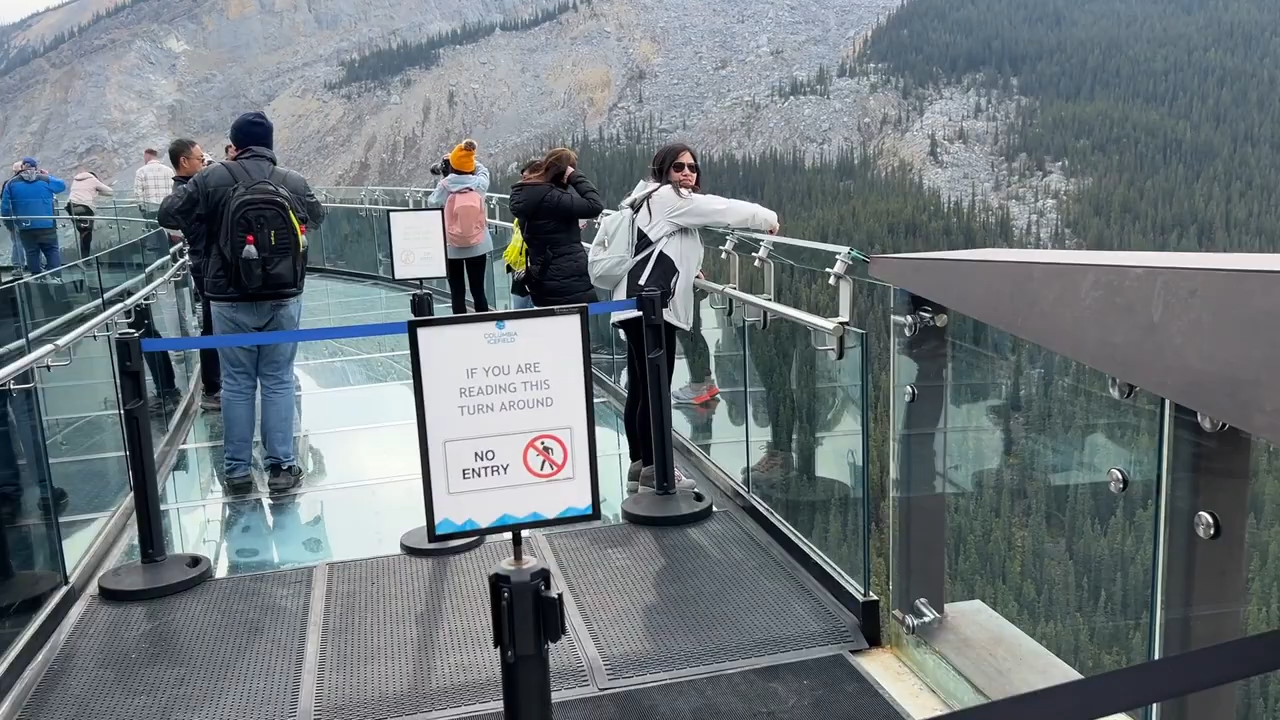 COLUMBIA
ICEFIELD
IF YOU ARE
READING THIS
TURN AROUND
NO
ENTRY